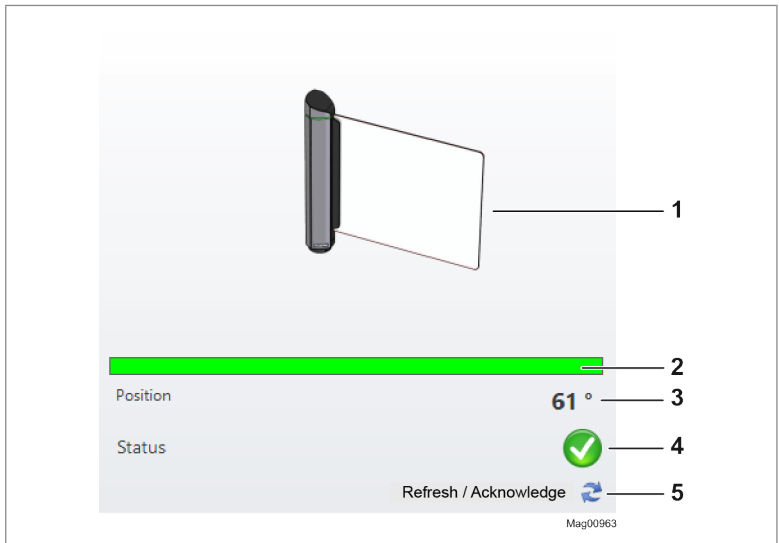 1
2
Position
61 °
3
Status
4
Refresh / Acknowledge
5
Mag00963